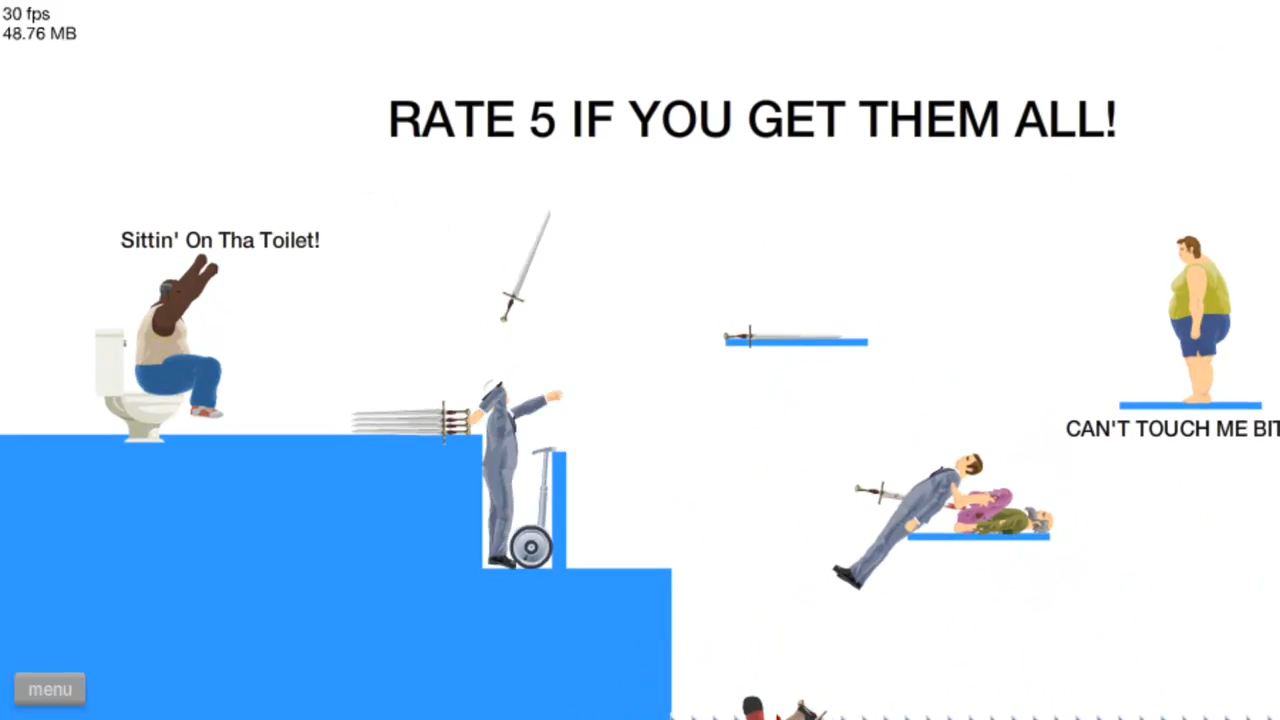 30 fps
48.76 MB
RATE 5 IF YOU GET THEM ALL!
Sittin' On Tha Toilet!
CAN'T TOUCH ME BIT
menu